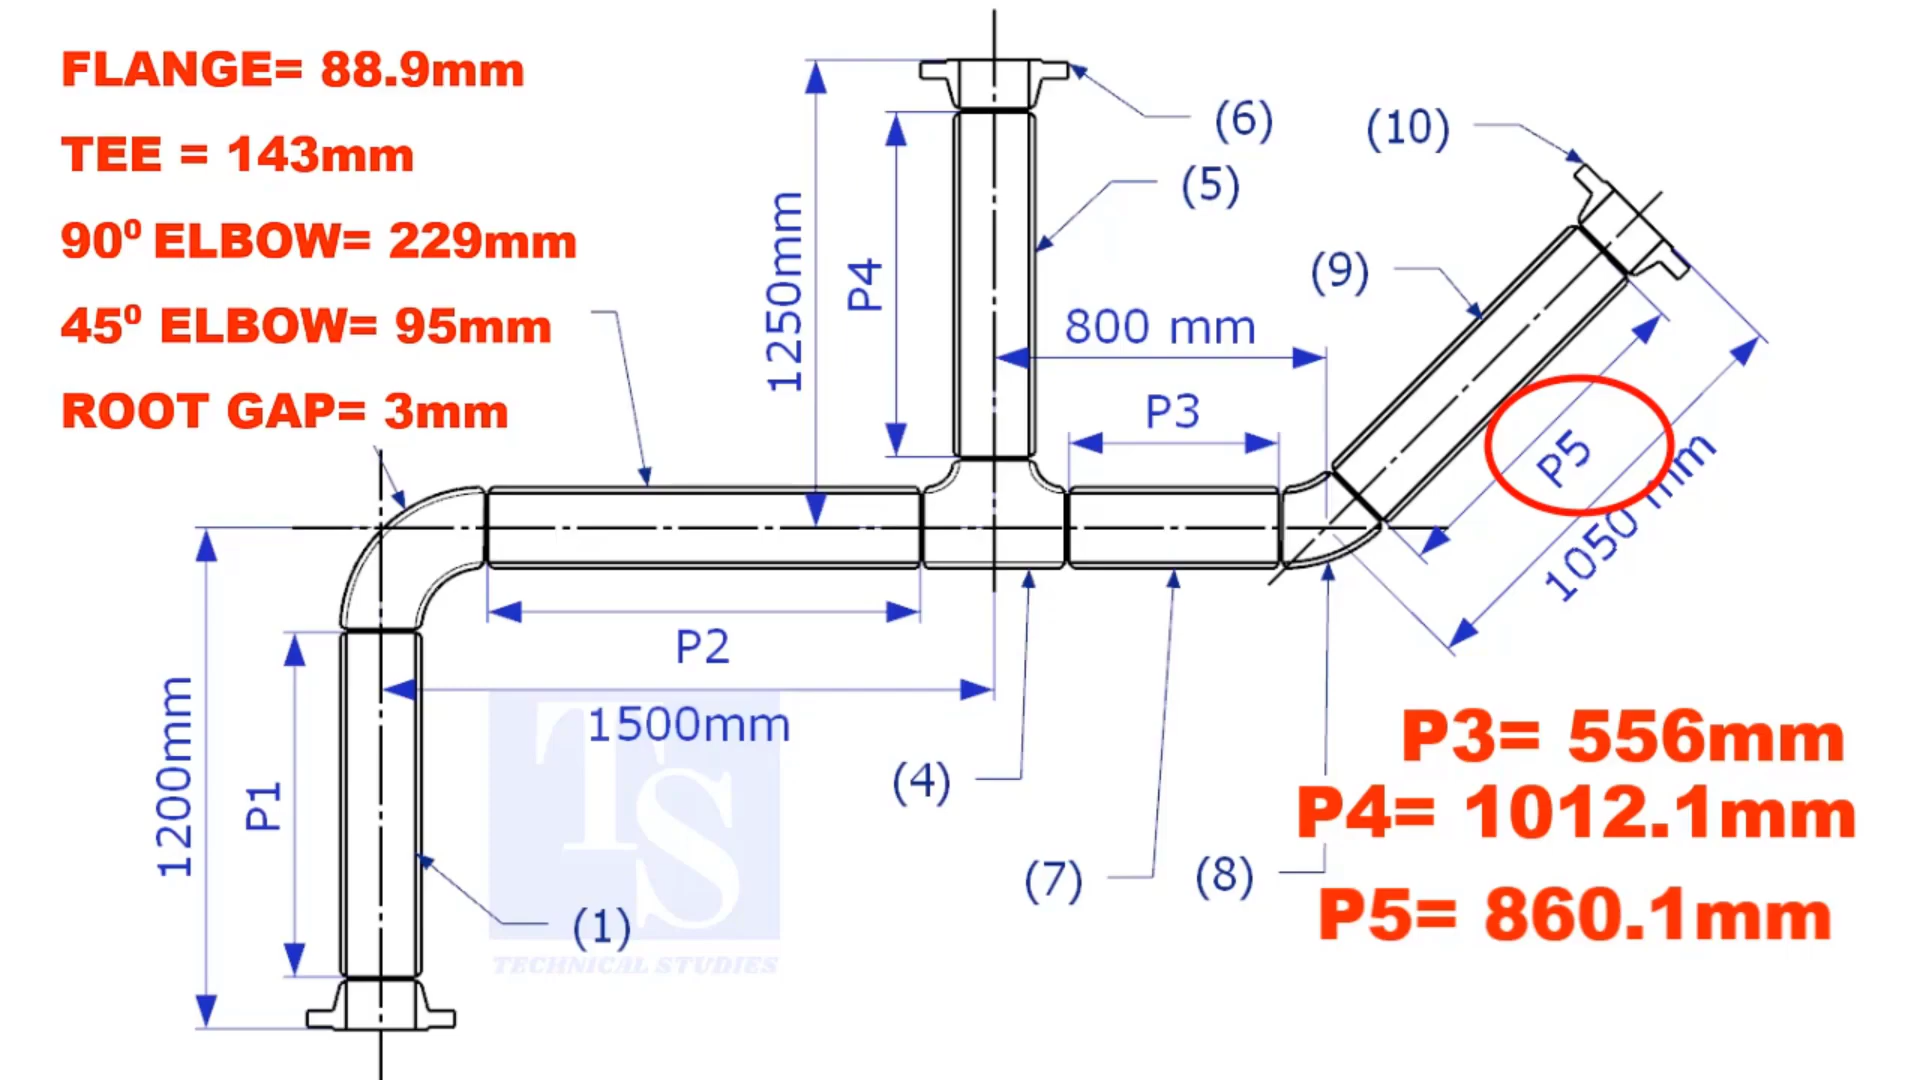 FLANGE= 88.9mm
TEE = 143mm
90⁰ ELBOW= 229mm
45⁰ ELBOW= 95mm
ROOT GAP= 3mm
(6)
(10)
(5)
(9)
1250mm
P4
800 mm
P3
P5
1050 mm
P2
1500mm
1200mm
P1
(4)
(7)
(8)
(1)
TS
TECHNICAL STUDIES
P3= 556mm
P4= 1012.1mm
P5= 860.1mm